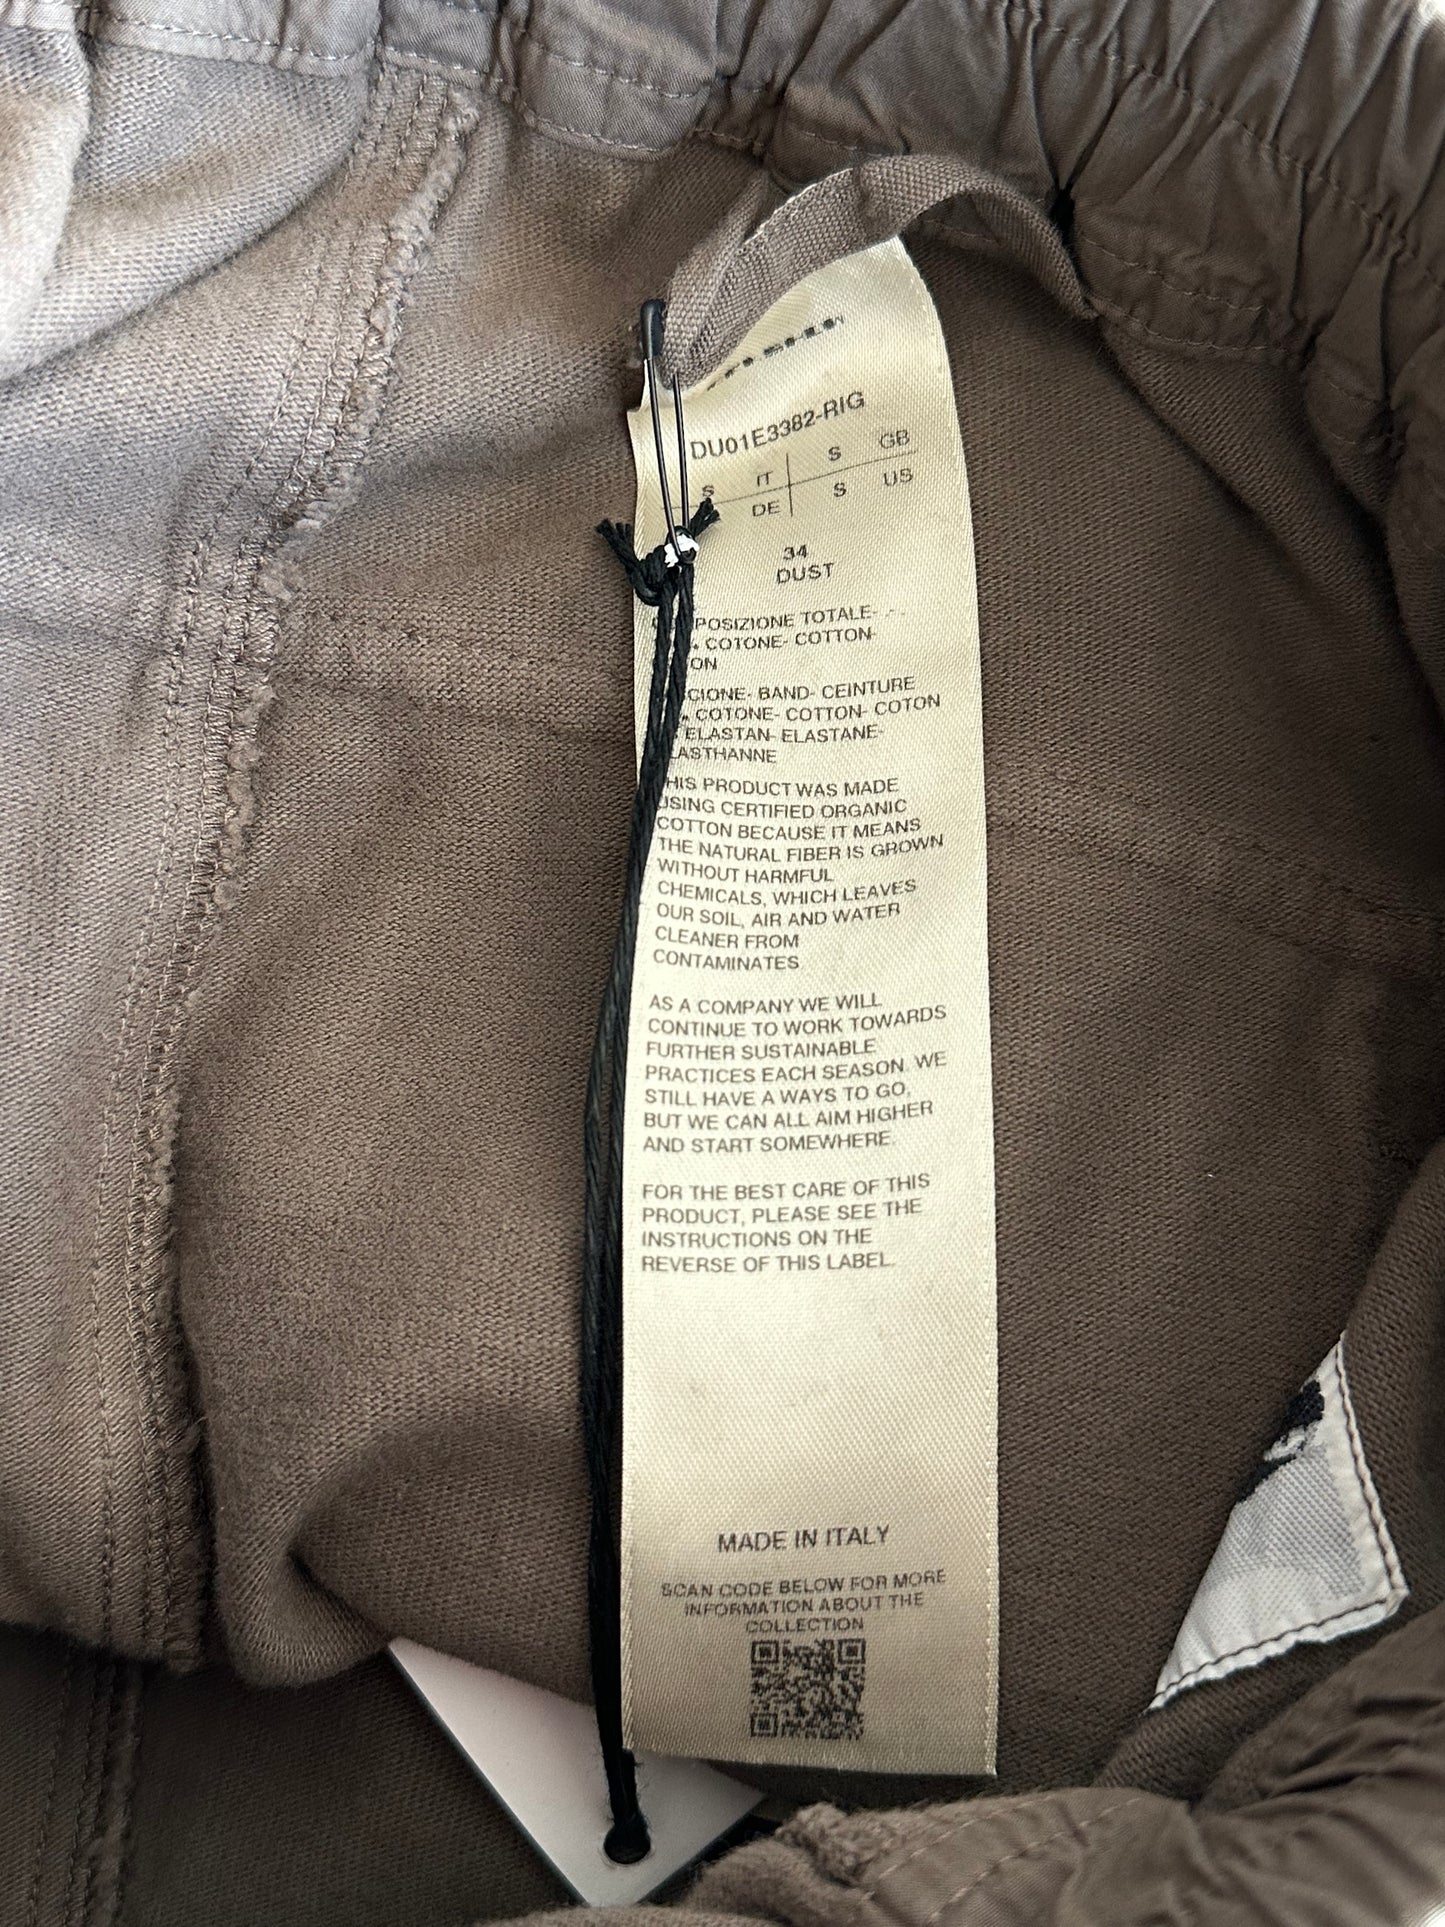 DU01E3382-RIG
S IT S GB
DE S US
34
DUST
TOTALE-
COTONE- COTTON-
BAND- CEINTURE
COTONE- COTTON- COTON
ELASTAN- ELASTANE-
PRODUCT WAS MADE
USING CERTIFIED ORGANIC
COTTON BECAUSE IT MEANS
THE NATURAL FIBER IS GROWN
WITHOUT HARMFUL
CHEMICALS, WHICH LEAVES
OUR SOIL, AIR AND WATER
CLEANER FROM
CONTAMINATES
AS A COMPANY WE WILL
CONTINUE TO WORK TOWARDS
FURTHER SUSTAINABLE
PRACTICES EACH SEASON. WE
STILL HAVE A WAYS TO GO,
BUT WE CAN ALL AIM HIGHER
AND START SOMEWHERE.
FOR THE BEST CARE OF THIS
PRODUCT, PLEASE SEE THE
INSTRUCTIONS ON THE
REVERSE OF THIS LABEL.
MADE IN ITALY
SCAN CODE BELOW FOR MORE
INFORMATION ABOUT THE
COLLECTION